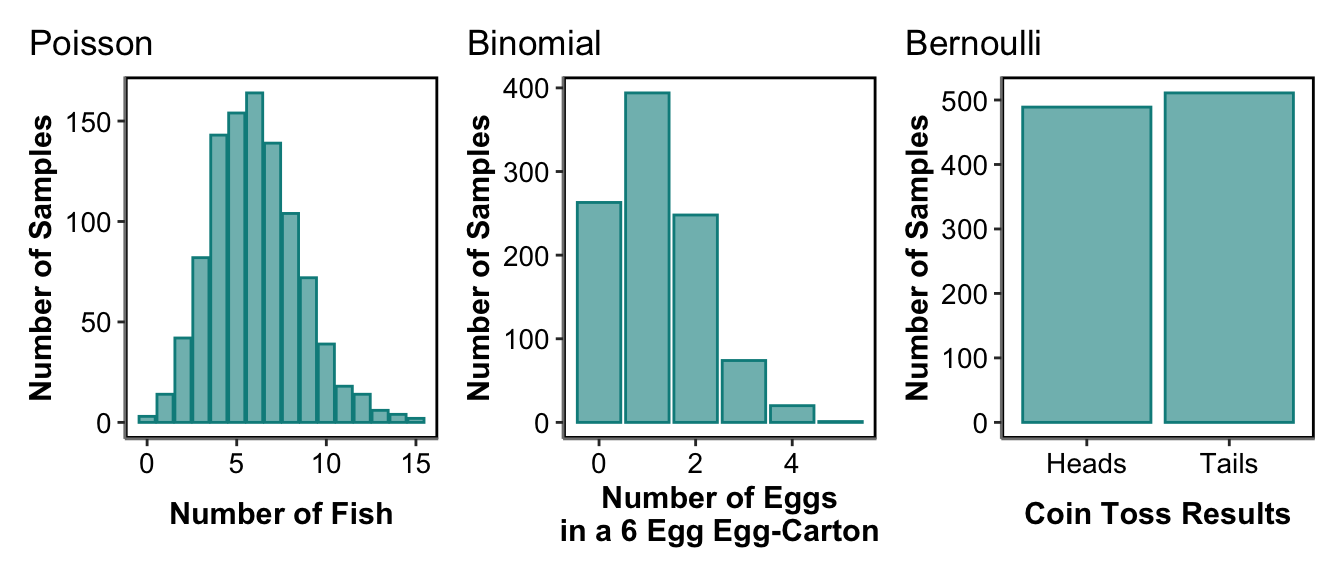 Poisson
Number of Samples
150
100
50
0
0 5 10 15
Number of Fish
Binomial
Number of Samples
400
300
200
100
0
0 2 4
Number of Eggs
in a 6 Egg Egg-Carton
Bernoulli
Number of Samples
500
400
300
200
100
0
Heads Tails
Coin Toss Results